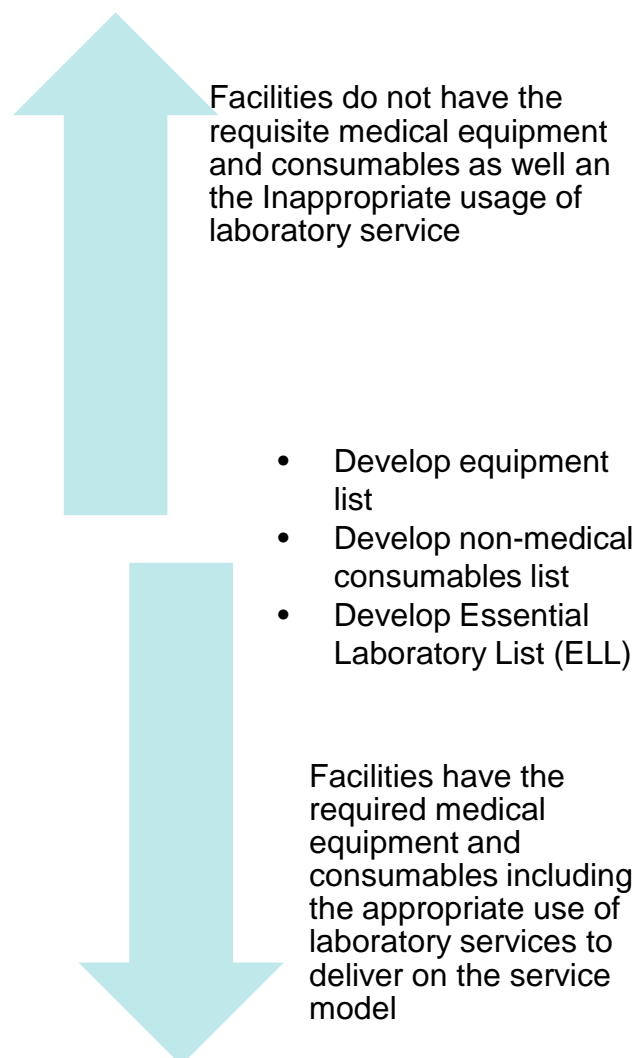 Facilities do not have the
requisite medical equipment
and consumables as well an
the Inappropriate usage of
laboratory service
• Develop equipment
list
• Develop non-medical
consumables list
• Develop Essential
Laboratory List (ELL)
Facilities have the
required medical
equipment and
consumables including
the appropriate use of
laboratory services to
deliver on the service
model